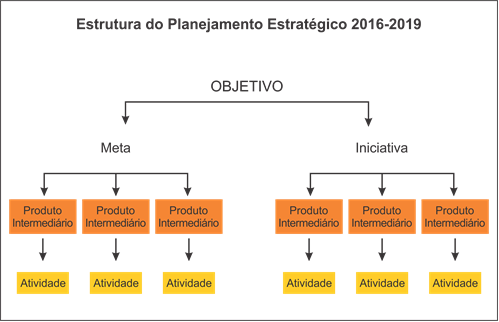 Estrutura do Planejamento Estratégico 2016-2019
OBJETIVO
Meta Iniciativa
Produto Produto Produto Produto Produto Produto
Intermediário Intermediário Intermediário Intermediário Intermediário Intermediário
Atividade Atividade Atividade Atividade Atividade Atividade